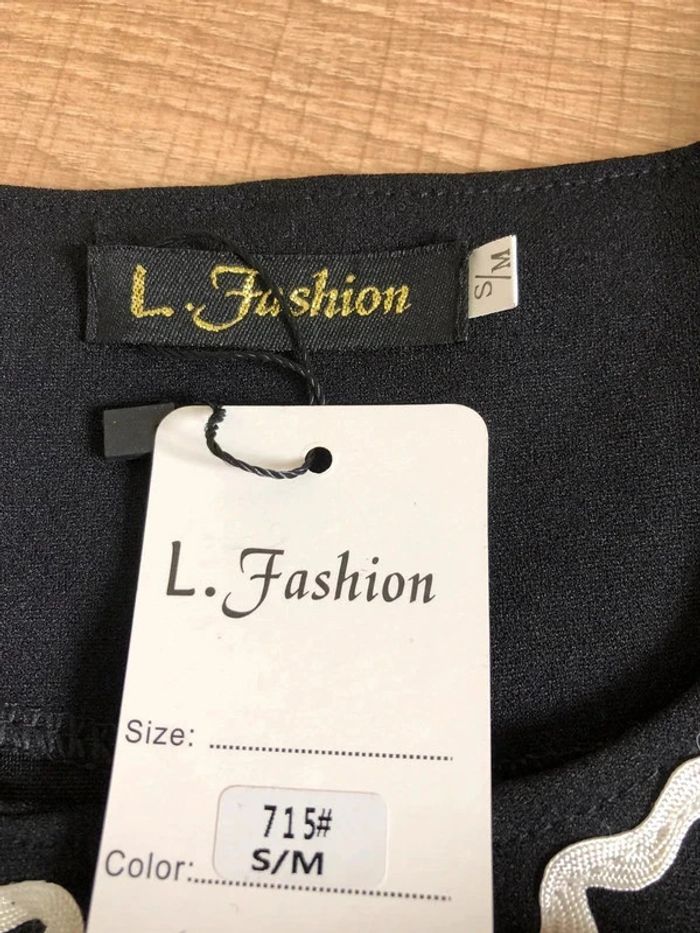 L. Fashion
S/M
L. Fashion
Size:
715#
S/M
Color: